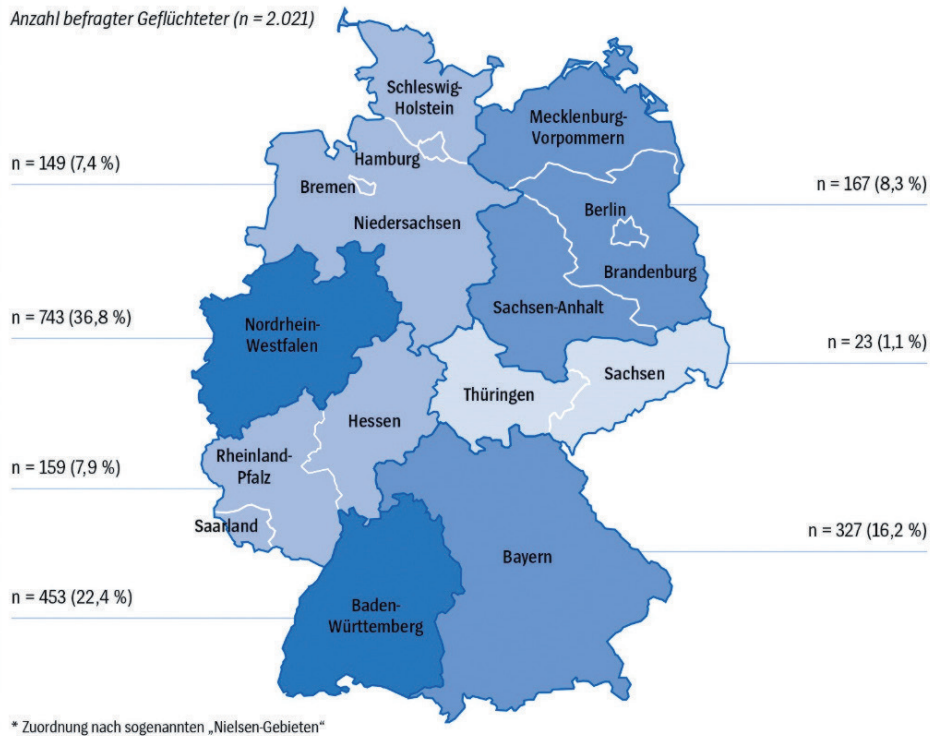 Anzahl befragter Geflüchteter (n = 2.021)
Schleswig-
Holstein
Mecklenburg-
Vorpommern
Hamburg
n = 149 (7,4 %)
Bremen
n = 167 (8,3 %)
Berlin
Niedersachsen
Brandenburg
Sachsen-Anhalt
n = 743 (36,8 %)
Nordrhein-
Westfalen
n = 23 (1,1 %)
Sachsen
Thüringen
Hessen
Rheinland-
Pfalz
n = 159 (7,9 %)
Saarland
n = 327 (16,2 %)
Bayern
n = 453 (22,4 %)
Baden-
Württemberg
* Zuordnung nach sogenannten „Nielsen-Gebieten“